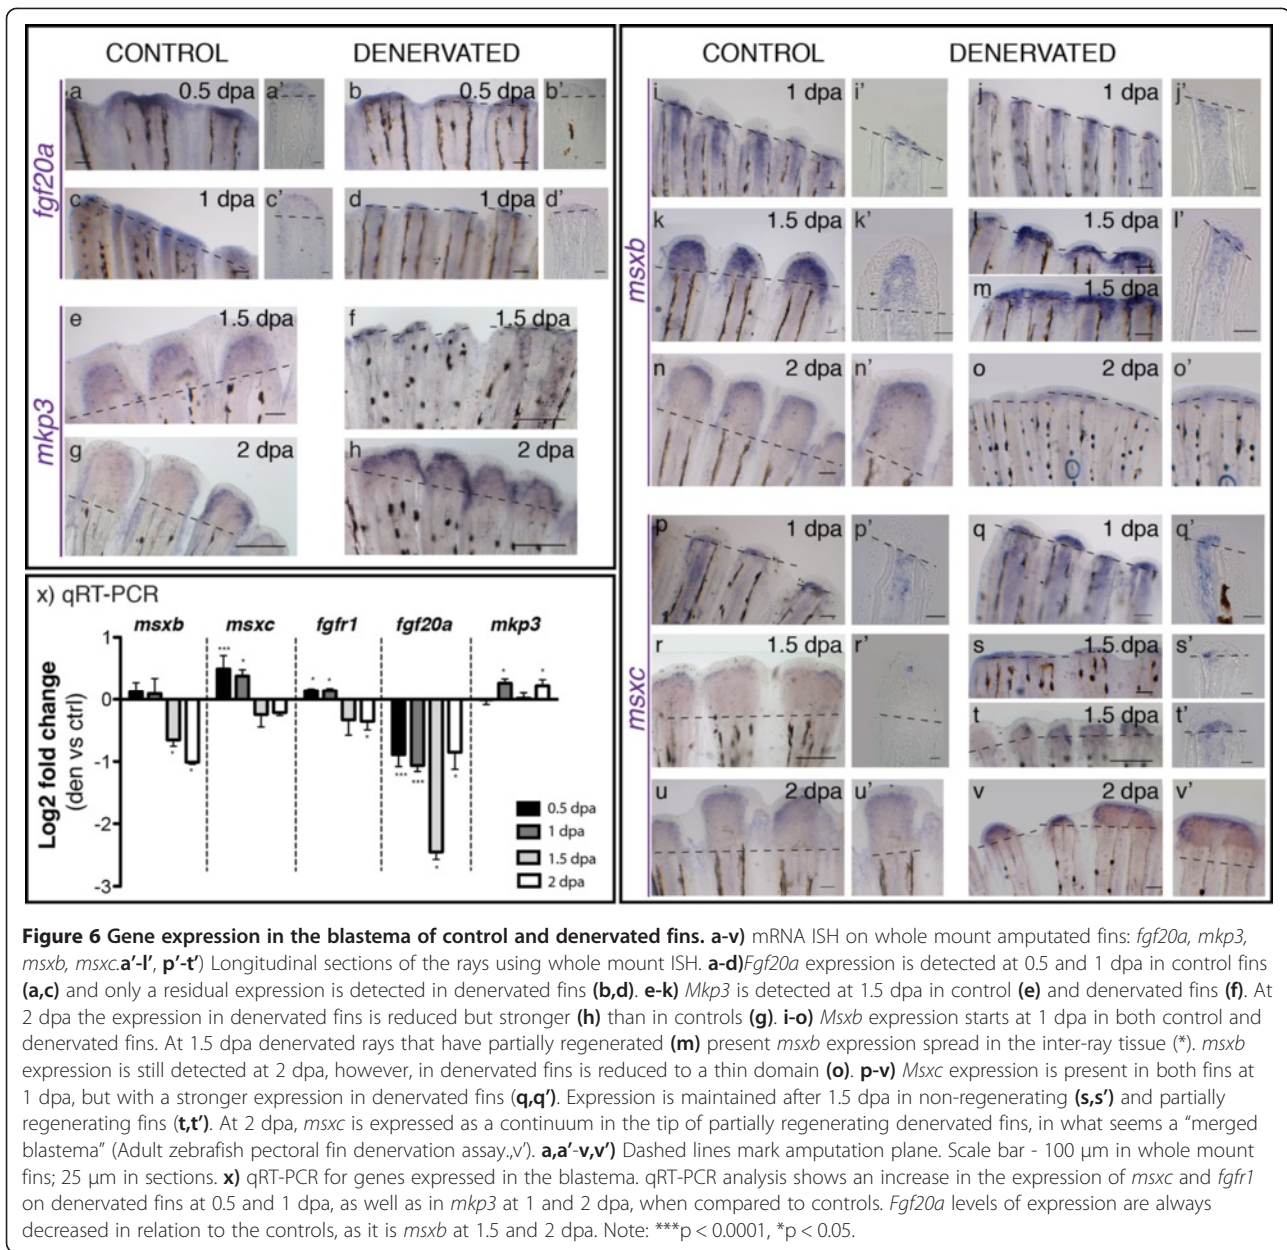 CONTROL DENERVATED
fgf20a
a 0.5 dpa a' b 0.5 dpa b'
c 1 dpa c' d 1 dpa d'
mkp3
e 1.5 dpa f 1.5 dpa
g 2 dpa h 2 dpa
x) qRT-PCR
msxb msxc fgfr1 fgf20a mkp3
Log2 fold change
(den vs ctrl)
1
0
-1
-2
-3
*** * * * *** *** * *
* * * * *
0.5 dpa
1 dpa
1.5 dpa
2 dpa
CONTROL DENERVATED
msxb
i 1 dpa i' j 1 dpa j'
k 1.5 dpa k' l 1.5 dpa l'
m 1.5 dpa
n 2 dpa n' o 2 dpa o'
msxc
p 1 dpa p' q 1 dpa q'
r 1.5 dpa r' s 1.5 dpa s'
t 1.5 dpa t'
u 2 dpa u' v 2 dpa v'
Figure 6 Gene expression in the blastema of control and denervated fins. a-v) mRNA ISH on whole mount amputated fins: fgf20a, mkp3,
msxb, msxc.a′-l′, p′-t′) Longitudinal sections of the rays using whole mount ISH. a-d)Fgf20a expression is detected at 0.5 and 1 dpa in control fins
(a,c) and only a residual expression is detected in denervated fins (b,d). e-k) Mkp3 is detected at 1.5 dpa in control (e) and denervated fins (f). At
2 dpa the expression in denervated fins is reduced but stronger (h) than in controls (g). i-o) Msxb expression starts at 1 dpa in both control and
denervated fins. At 1.5 dpa denervated rays that have partially regenerated (m) present msxb expression spread in the inter-ray tissue (*). msxb
expression is still detected at 2 dpa, however, in denervated fins is reduced to a thin domain (o). p-v) Msxc expression is present in both fins at
1 dpa, but with a stronger expression in denervated fins (q,q′). Expression is maintained after 1.5 dpa in non-regenerating (s,s′) and partially
regenerating fins (t,t′). At 2 dpa, msxc is expressed as a continuum in the tip of partially regenerating denervated fins, in what seems a “merged
blastema” (Adult zebrafish pectoral fin denervation assay.,v′). a,a′-v,v′) Dashed lines mark amputation plane. Scale bar - 100 μm in whole mount
fins; 25 μm in sections. x) qRT-PCR for genes expressed in the blastema. qRT-PCR analysis shows an increase in the expression of msxc and fgfr1
on denervated fins at 0.5 and 1 dpa, as well as in mkp3 at 1 and 2 dpa, when compared to controls. Fgf20a levels of expression are always
decreased in relation to the controls, as it is msxb at 1.5 and 2 dpa. Note: ***p < 0.0001, *p < 0.05.